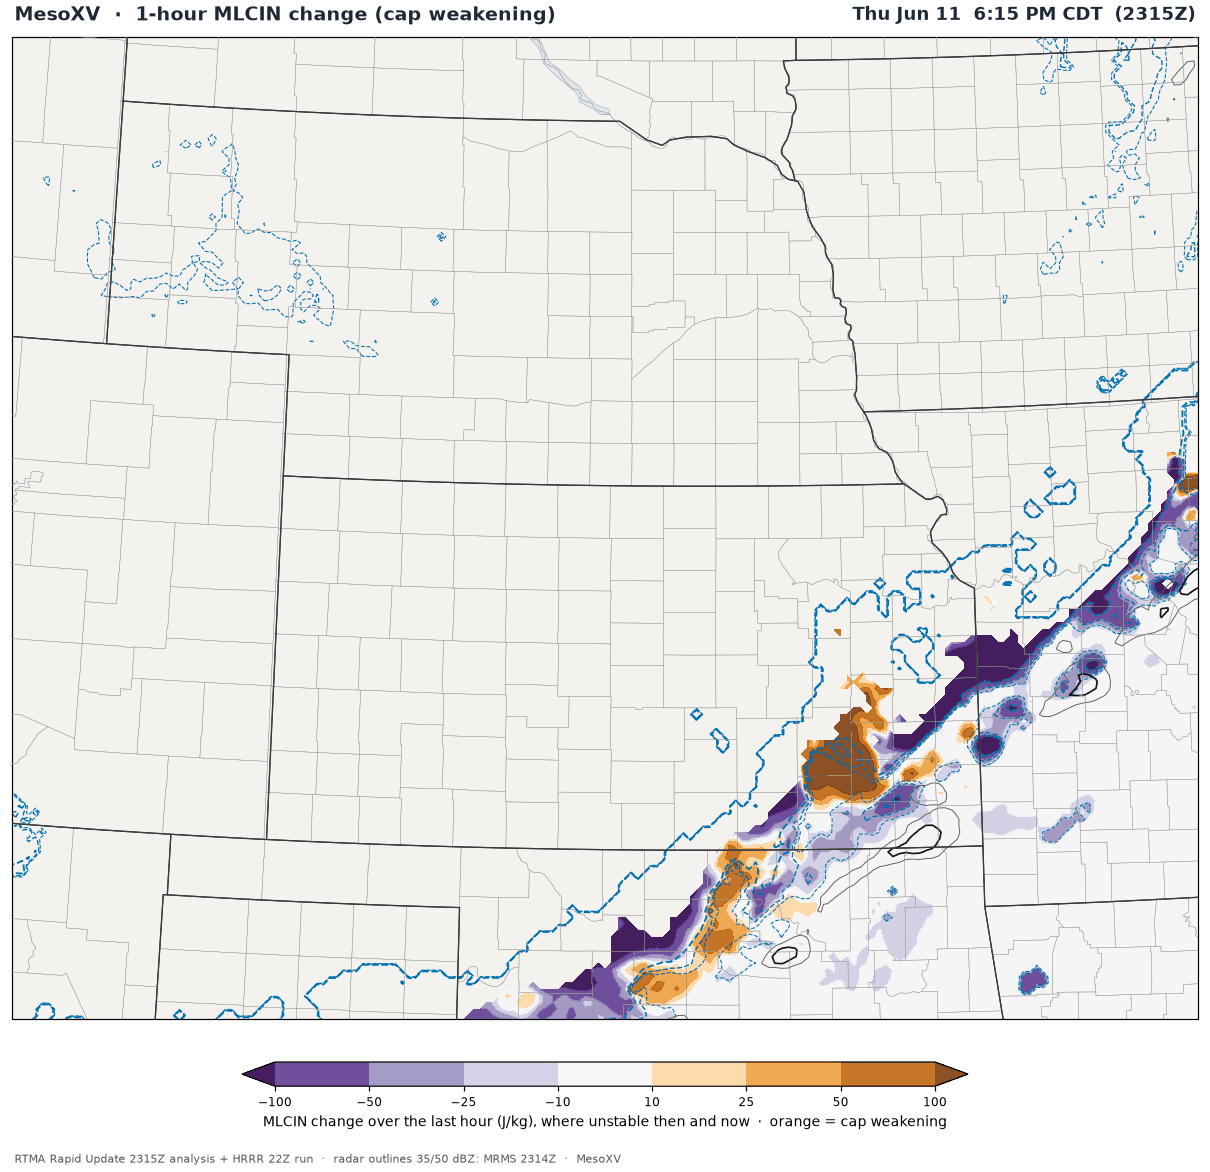 MesoXV · 1-hour MLCIN change (cap weakening)
Thu Jun 11 6:15 PM CDT (2315Z)
−100 −50 −25 −10 10 25 50 100
MLCIN change over the last hour (J/kg), where unstable then and now · orange = cap weakening
RTMA Rapid Update 2315Z analysis + HRRR 22Z run · radar outlines 35/50 dBZ: MRMS 2314Z · MesoXV